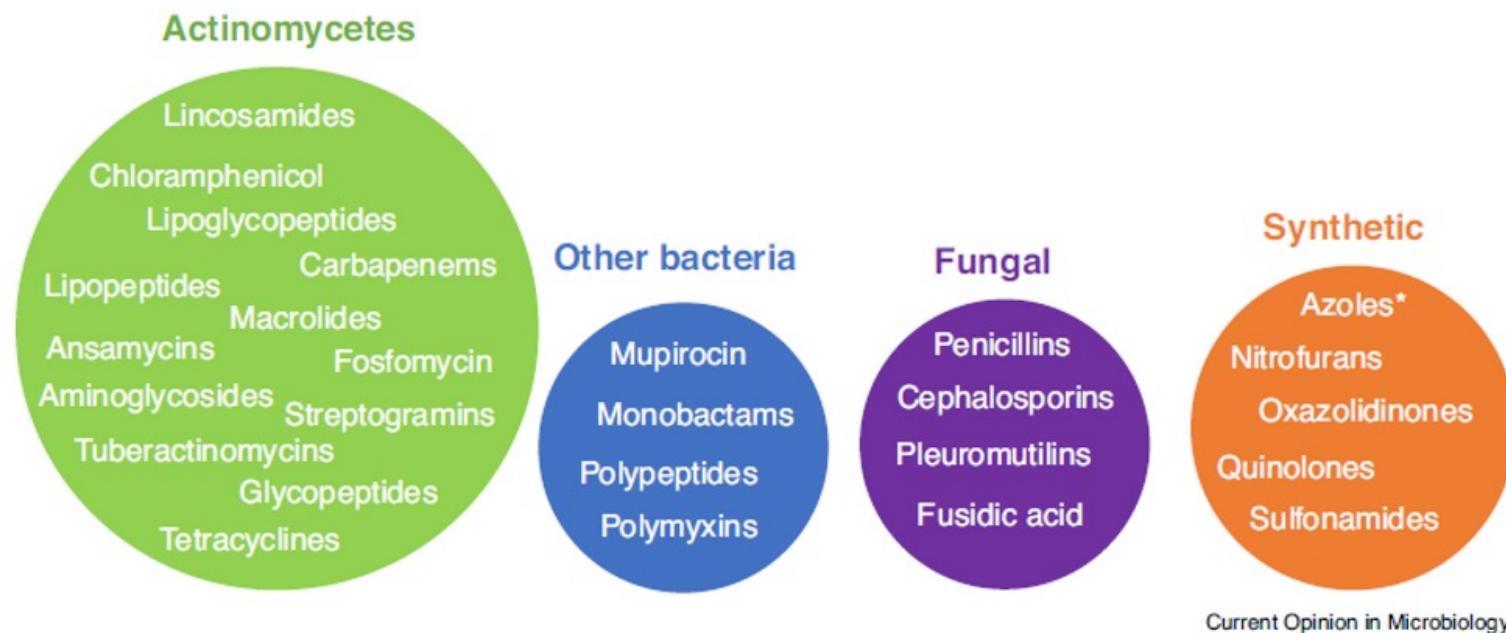 Actinomycetes
Lincosamides
Chloramphenicol
Lipoglycopeptides
Carbapenems
Lipopeptides
Macrolides
Ansamycins
Fosfomycin
Aminoglycosides
Streptogramins
Tuberactinomycins
Glycopeptides
Tetracyclines
Other bacteria
Mupirocin
Monobactams
Polypeptides
Polymyxins
Fungal
Penicillins
Cephalosporins
Pleuromutilins
Fusidic acid
Synthetic
Azoles*
Nitrofurans
Oxazolidinones
Quinolones
Sulfonamides
Current Opinion in Microbiology